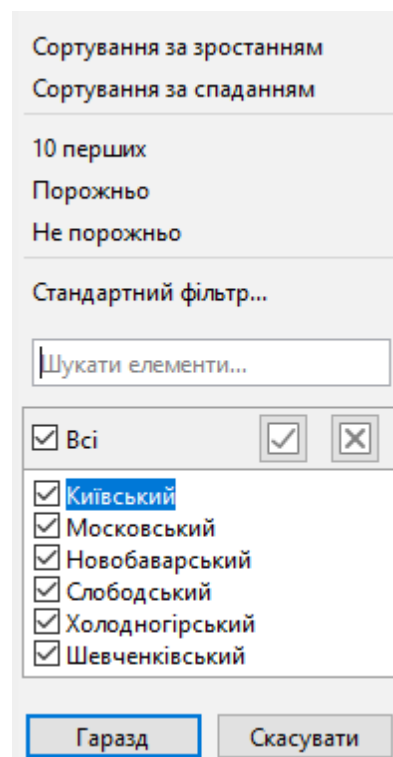 Сортування за зростанням
Сортування за спаданням
10 перших
Порожньо
Не порожньо
Стандартний фільтр...
Шукати елементи...
Всі
Київський
Московський
Новобаварський
Слободський
Холодногірський
Шевченківський
Гаразд Скасувати